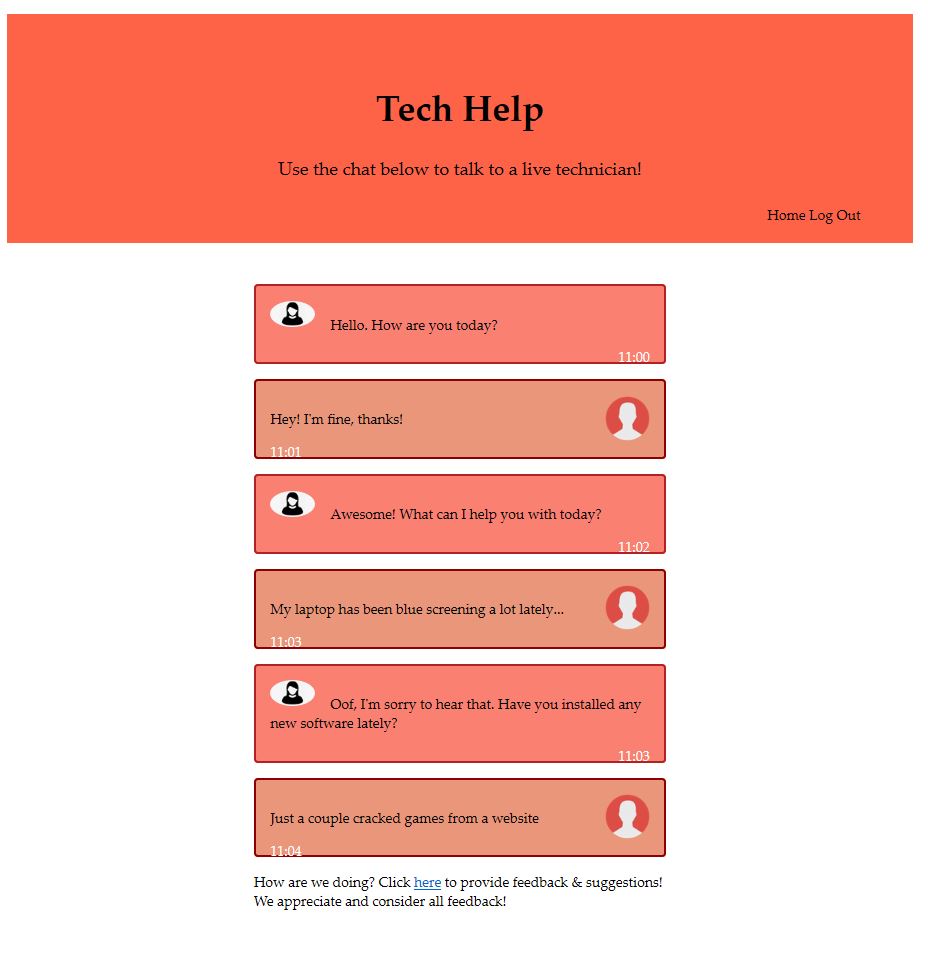 Tech Help
Use the chat below to talk to a live technician!
Home Log Out
Hello. How are you today?
11:00
Hey! I'm fine, thanks!
11:01
Awesome! What can I help you with today?
11:02
My laptop has been blue screening a lot lately...
11:03
Oof, I'm sorry to hear that. Have you installed any
new software lately?
11:03
Just a couple cracked games from a website
11:04
How are we doing? Click here to provide feedback & suggestions!
We appreciate and consider all feedback!